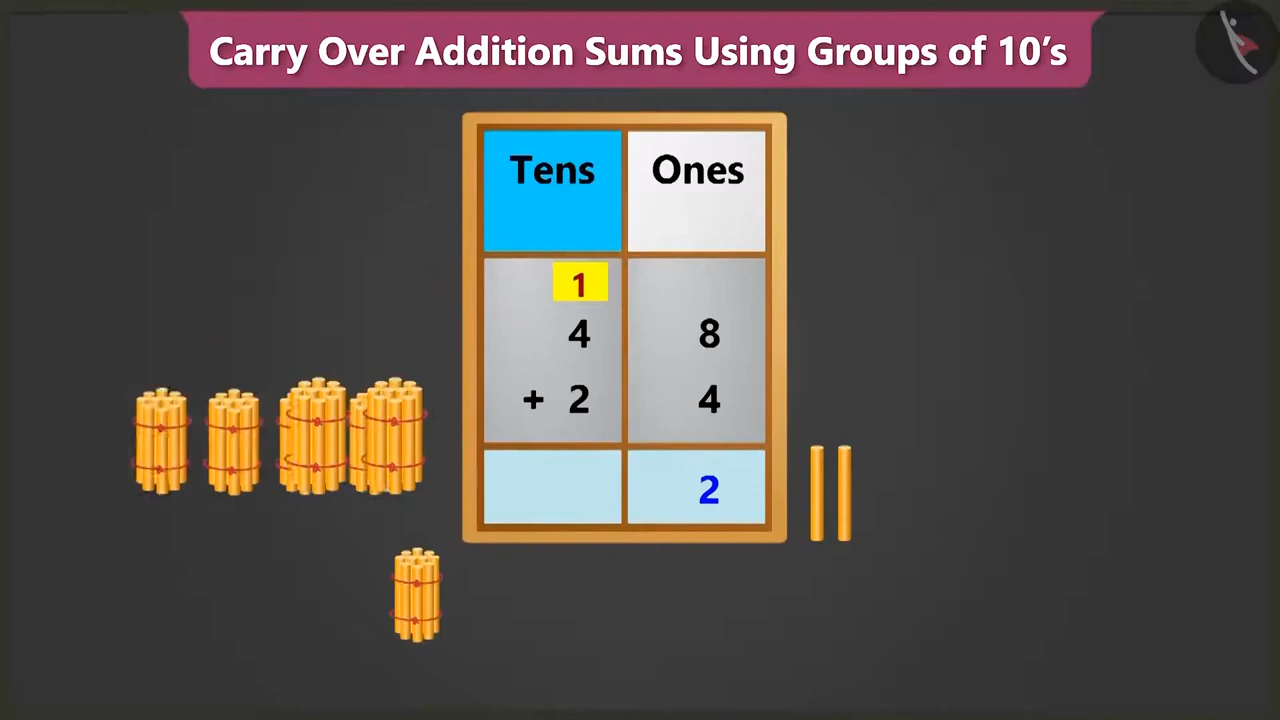 Carry Over Addition Sums Using Groups of 10’s
Tens Ones
1
4 8
+ 2 4
2